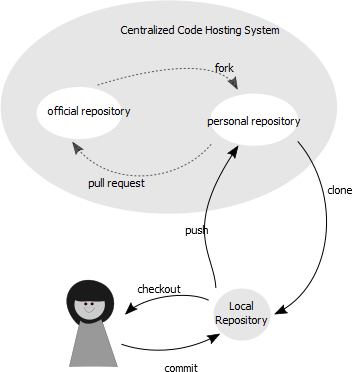 Centralized Code Hosting System
fork
official repository
personal repository
pull request
clone
push
checkout
Local
Repository
commit